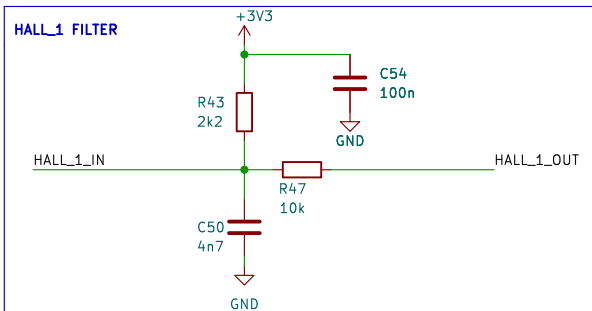 +3V3
HALL_1 FILTER
C54
100n
R43
2k2
GND
HALL_1_IN
HALL_1_OUT
R47
10k
C50
4n7
GND